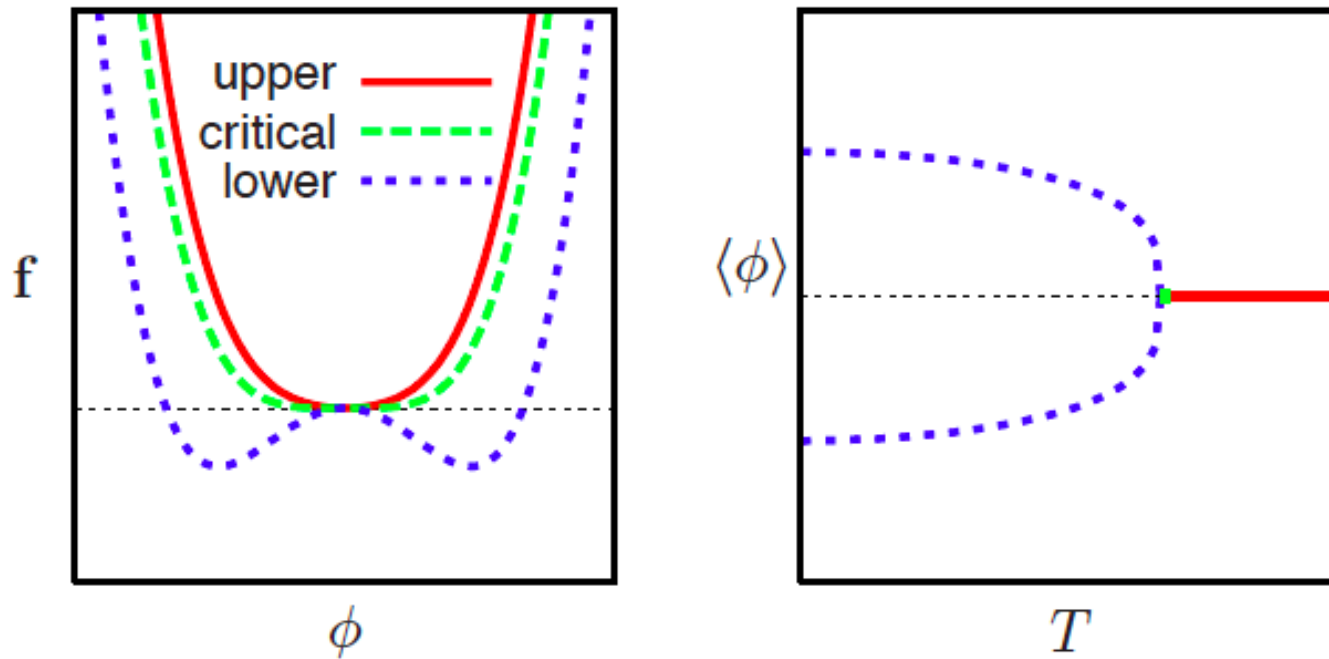 upper
critical
lower
f
ϕ
⟨ϕ⟩
T